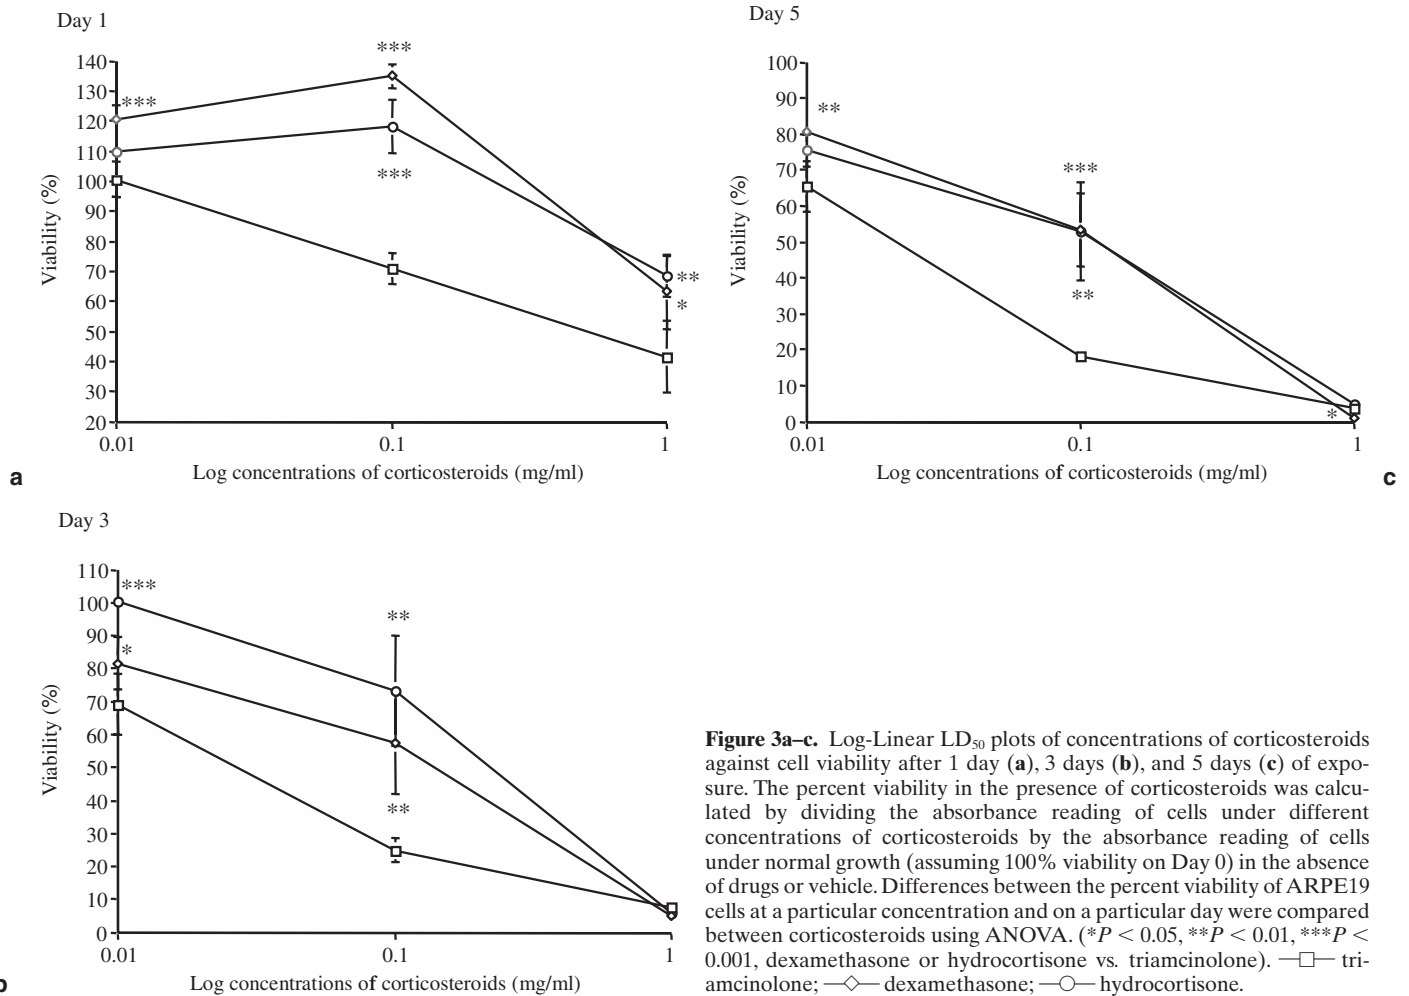 Day 1
***
140
130
***
120
110
***
100
90
80
70
**
60
*
50
40
30
20
Viability (%)
0.01 0.1 1
Log concentrations of corticosteroids (mg/ml)
a
Day 5
100
90
**
80
70
***
60
50
40
**
30
20
10
*
0
Viability (%)
0.01 0.1 1
Log concentrations of corticosteroids (mg/ml)
c
Day 3
110
***
100
**
90
*
80
70
60
50
40
**
30
20
10
0
Viability (%)
0.01 0.1 1
Log concentrations of corticosteroids (mg/ml)
b
Figure 3a–c. Log-Linear LD50 plots of concentrations of corticosteroids
against cell viability after 1 day (a), 3 days (b), and 5 days (c) of expo-
sure. The percent viability in the presence of corticosteroids was calcu-
lated by dividing the absorbance reading of cells under different
concentrations of corticosteroids by the absorbance reading of cells
under normal growth (assuming 100% viability on Day 0) in the absence
of drugs or vehicle. Differences between the percent viability of ARPE19
cells at a particular concentration and on a particular day were compared
between corticosteroids using ANOVA. (*P < 0.05, **P < 0.01, ***P <
0.001, dexamethasone or hydrocortisone vs. triamcinolone). —□— tri-
amcinolone; —◇— dexamethasone; —○— hydrocortisone.